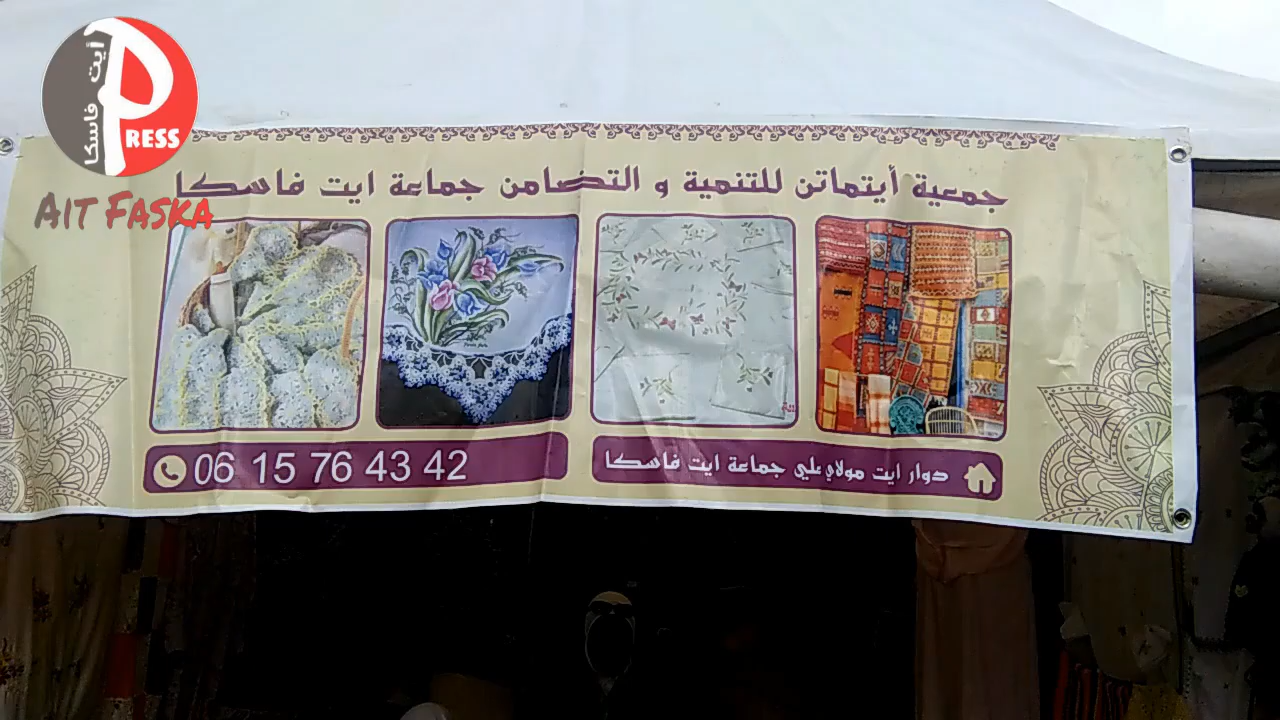 أيت فاسكا
PRESS
AIT FASKA
جمعية أيتماتن للتنمية و التضامن جماعة ايت فاسكا
06 15 76 43 42
دوار ايت مولاي علي جماعة ايت فاسكا